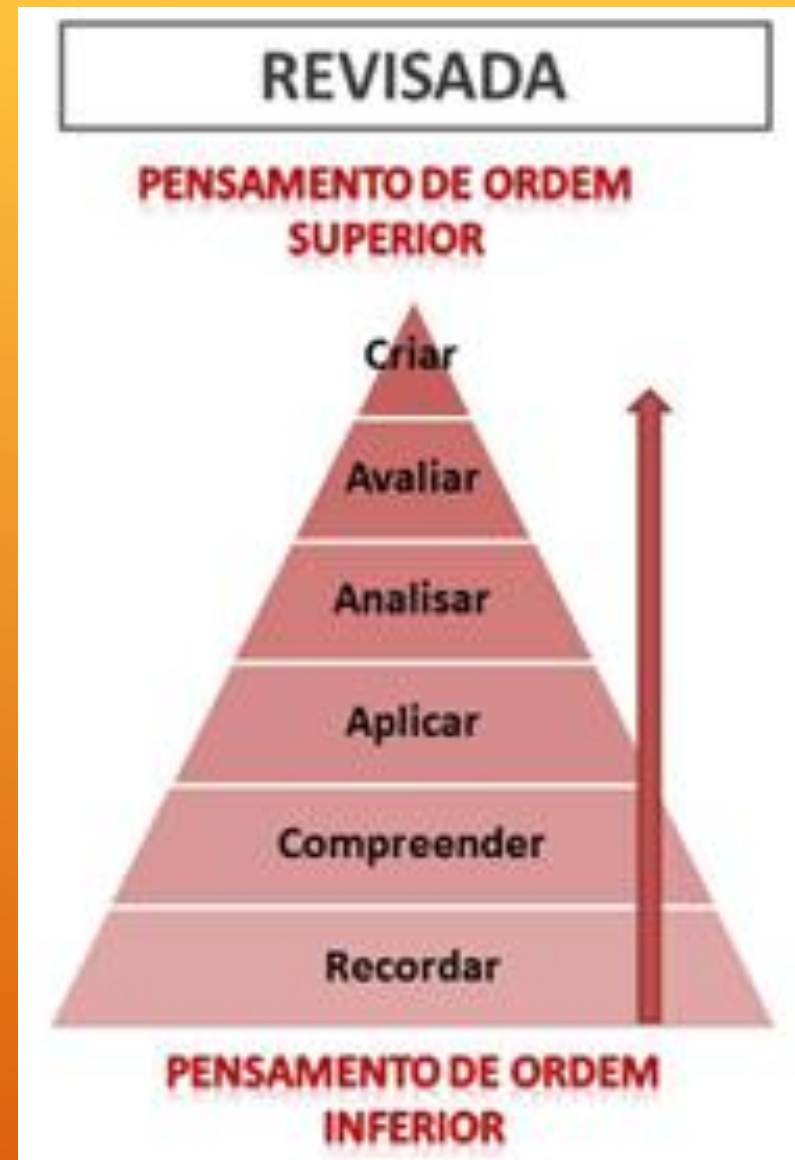 REVISADA
PENSAMENTO DE ORDEM
SUPERIOR
Criar
Avaliar
Analisar
Aplicar
Compreender
Recordar
PENSAMENTO DE ORDEM
INFERIOR